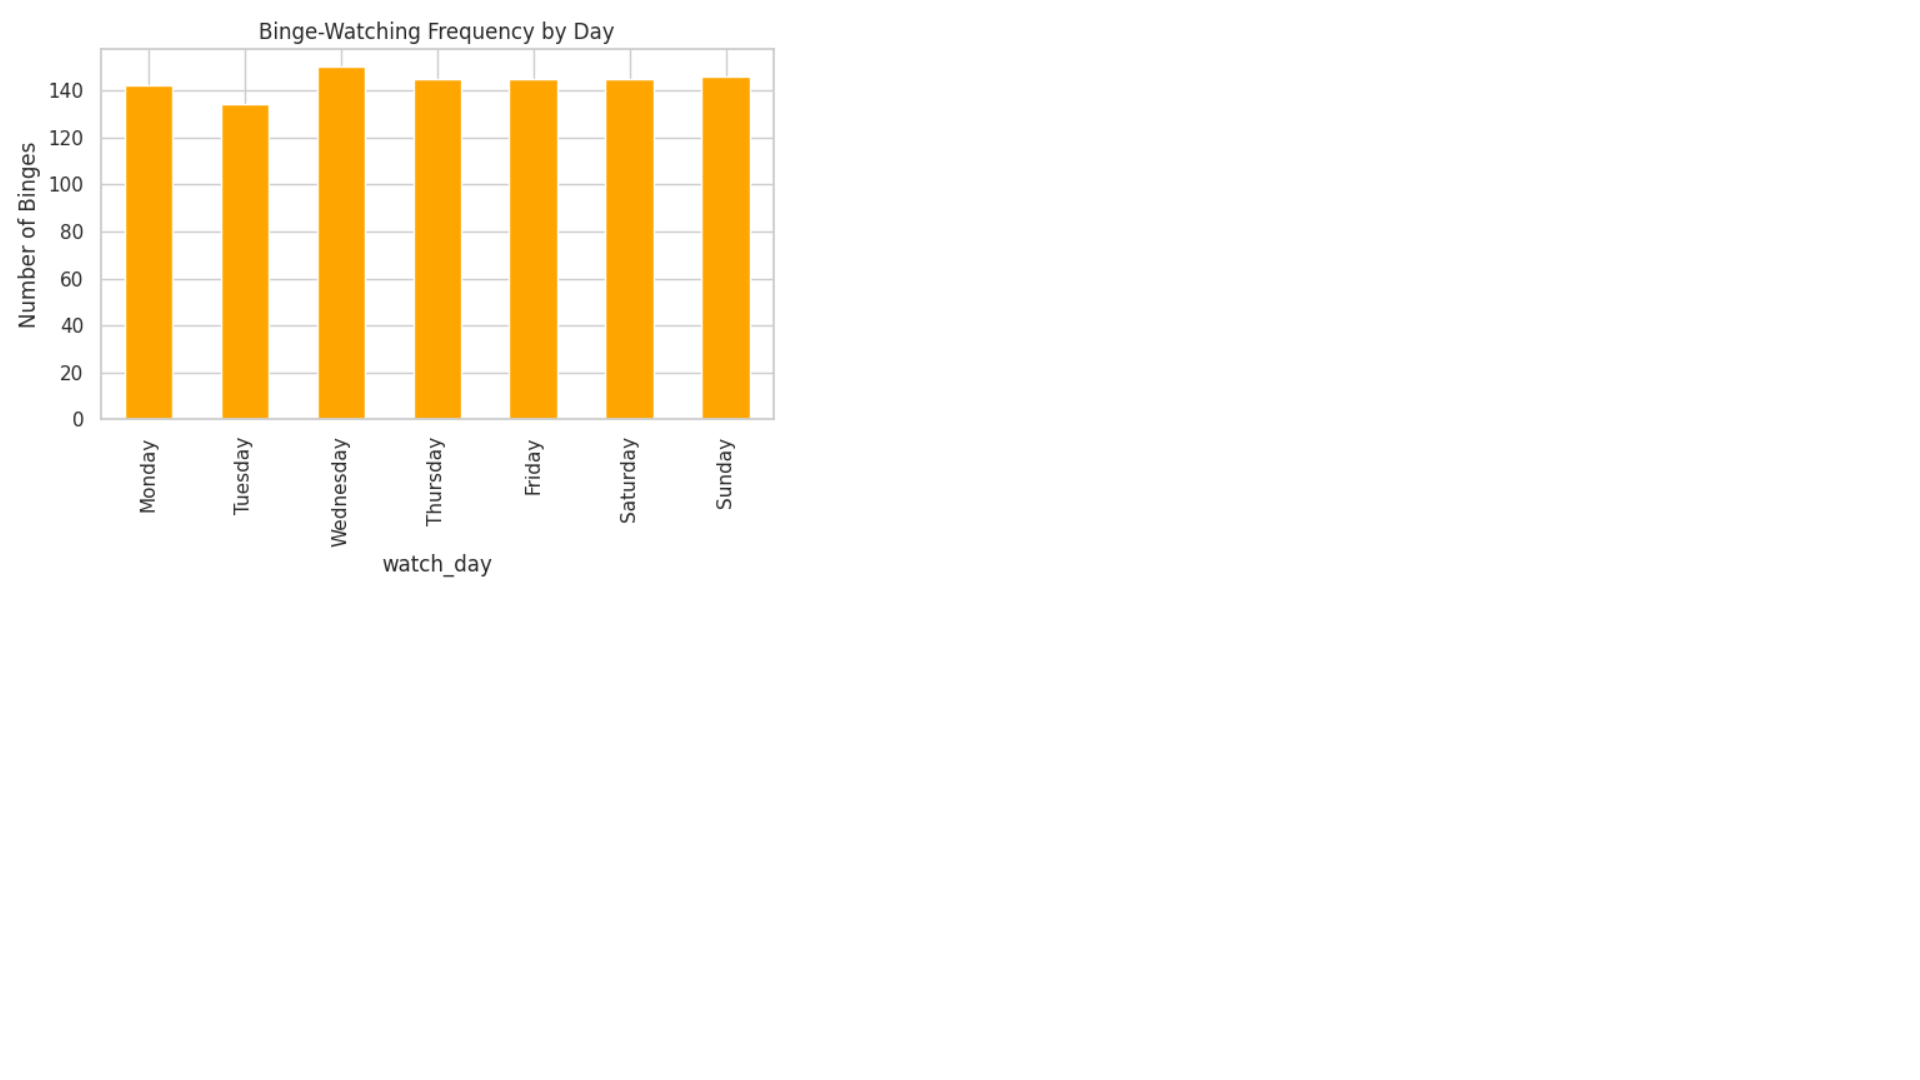 Binge-Watching Frequency by Day
Number of Binges
140
120
100
80
60
40
20
0
Monday
Tuesday
Wednesday
Thursday
Friday
Saturday
Sunday
watch_day